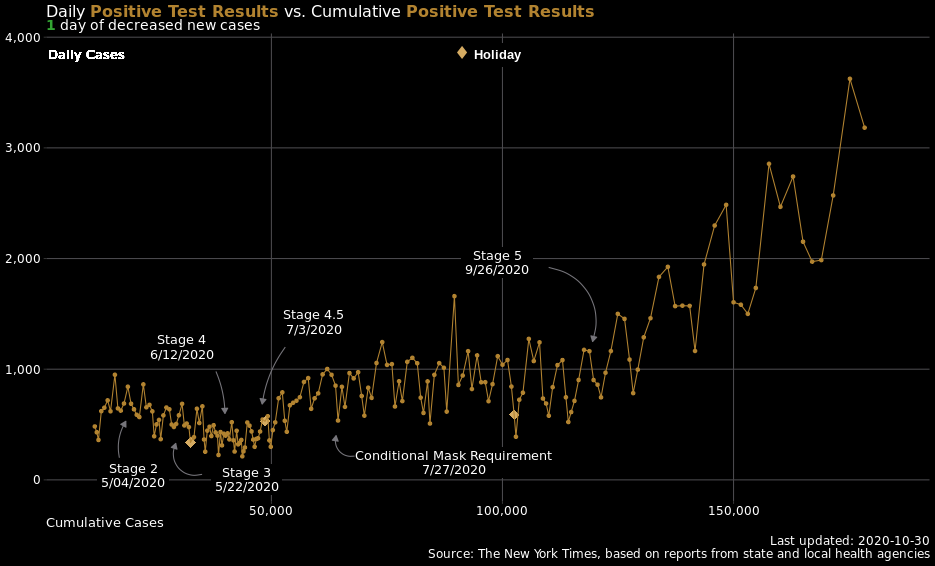 Daily Positive Test Results vs. Cumulative Positive Test Results
1 day of decreased new cases
4,000
Daily Cases
Holiday
3,000
2,000
Stage 5
9/26/2020
Stage 4.5
7/3/2020
Stage 4
6/12/2020
1,000
Conditional Mask Requirement
7/27/2020
Stage 2
5/04/2020
Stage 3
5/22/2020
0
50,000
100,000
150,000
Cumulative Cases
Last updated: 2020-10-30
Source: The New York Times, based on reports from state and local health agencies